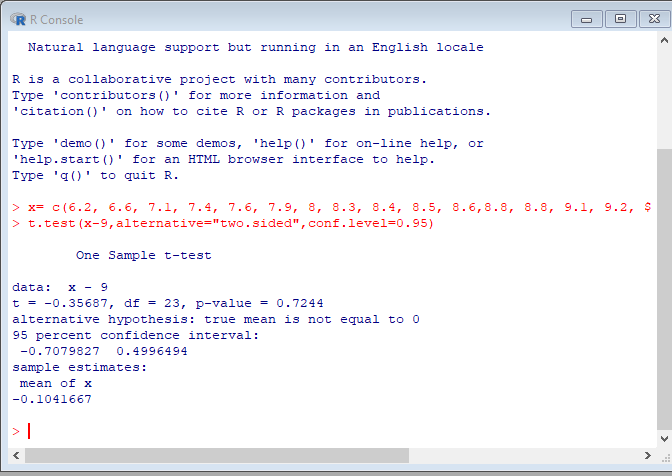 R Console
Natural language support but running in an English locale
R is a collaborative project with many contributors.
Type 'contributors()' for more information and
'citation()' on how to cite R or R packages in publications.
Type 'demo()' for some demos, 'help()' for on-line help, or
'help.start()' for an HTML browser interface to help.
Type 'q()' to quit R.
> x= c(6.2, 6.6, 7.1, 7.4, 7.6, 7.9, 8, 8.3, 8.4, 8.5, 8.6,8.8, 8.8, 9.1, 9.2, $
> t.test(x-9,alternative="two.sided",conf.level=0.95)
One Sample t-test
data:  x - 9
t = -0.35687, df = 23, p-value = 0.7244
alternative hypothesis: true mean is not equal to 0
95 percent confidence interval:
-0.7079827  0.4996494
sample estimates:
mean of x
-0.1041667
>